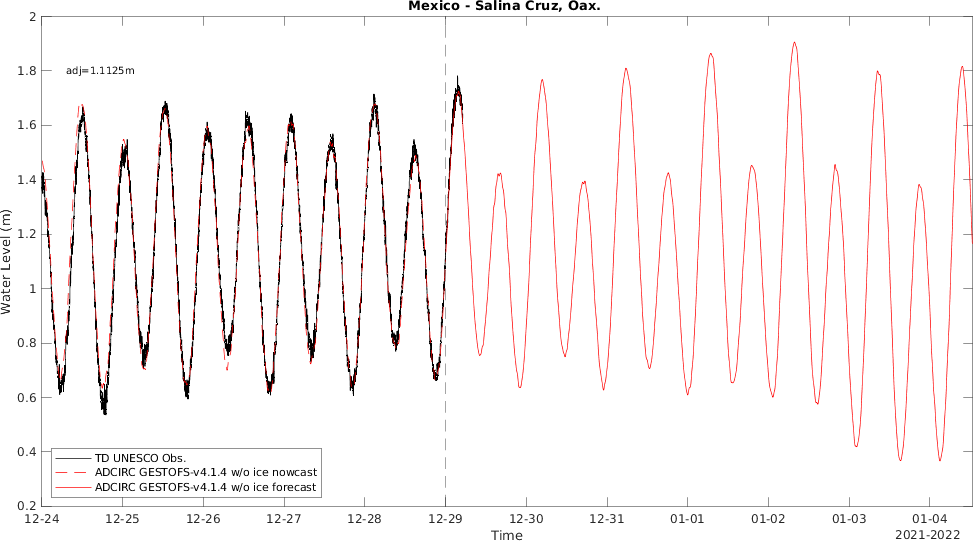 Mexico - Salina Cruz, Oax.
2
1.8
1.6
1.4
1.2
1
0.8
0.6
0.4
0.2
Water Level (m)
adj=1.1125m
TD UNESCO Obs.
ADCIRC GESTOFS-v4.1.4 w/o ice nowcast
ADCIRC GESTOFS-v4.1.4 w/o ice forecast
12-24 12-25 12-26 12-27 12-28 12-29 12-30 12-31 01-01 01-02 01-03 01-04
Time
2021-2022